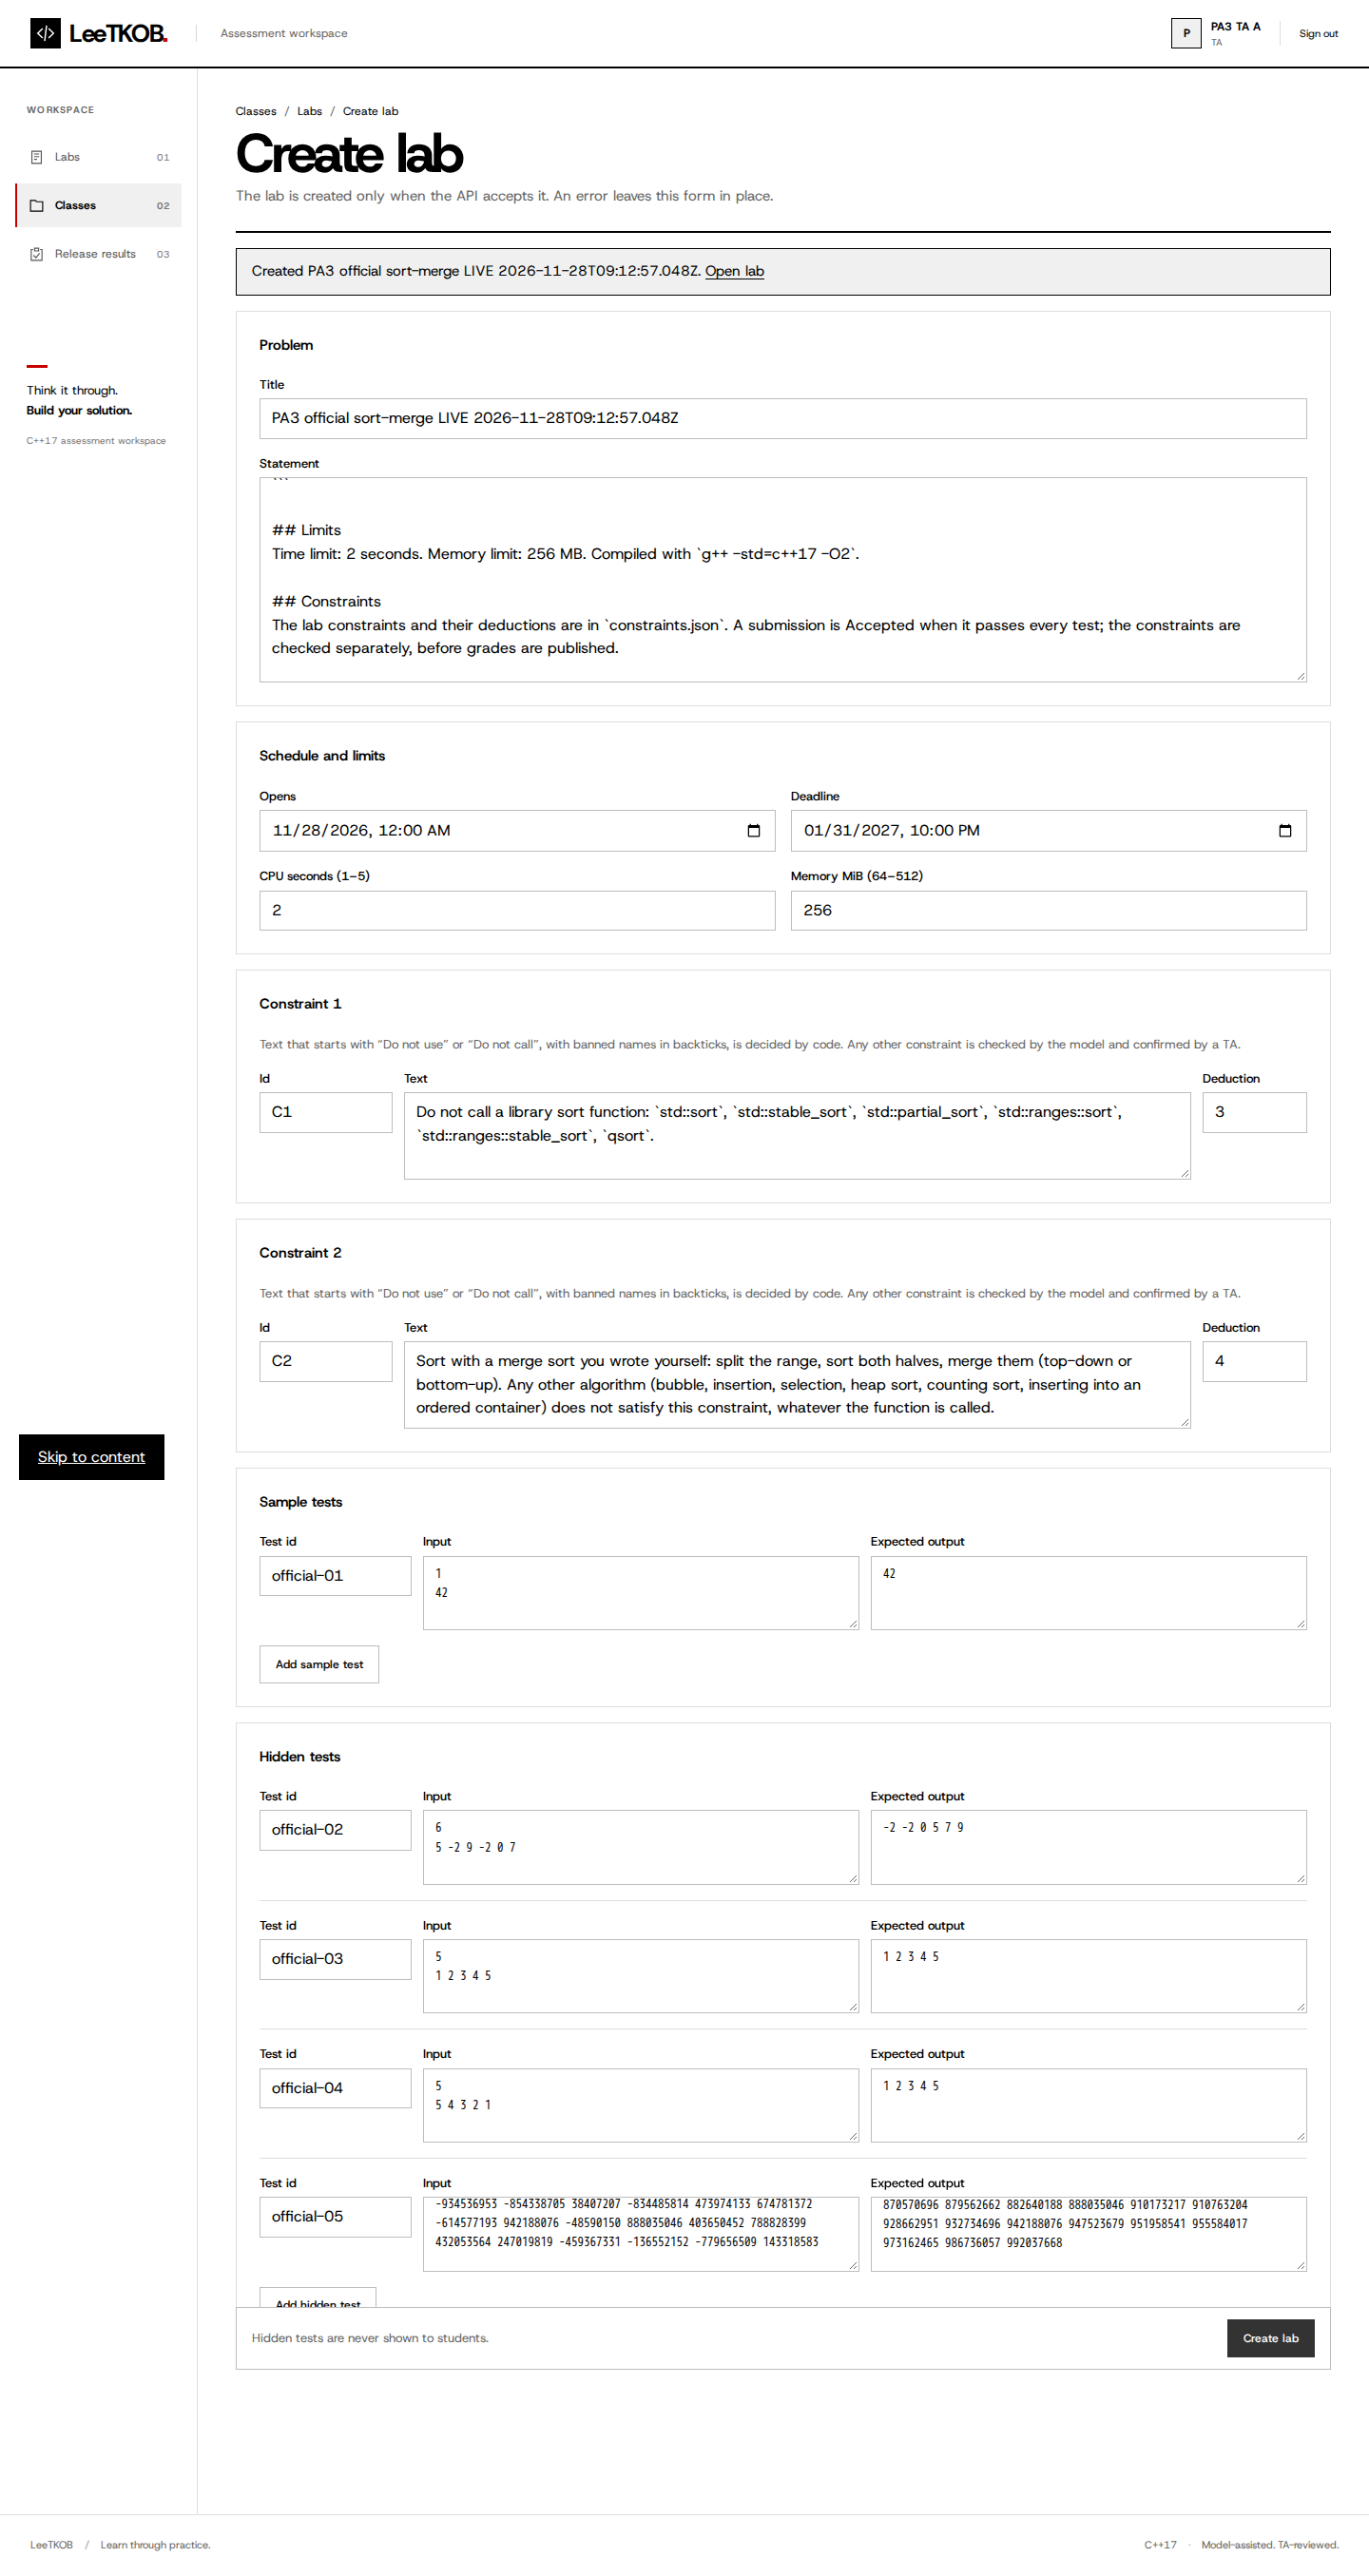 LeeTKOB.
Assessment workspace
P
PA3 TA A
TA
Sign out
WORKSPACE
Labs 01
Classes 02
Release results 03
Think it through.
Build your solution.
C++17 assessment workspace
Skip to content
Classes / Labs / Create lab
Create lab
The lab is created only when the API accepts it. An error leaves this form in place.
Created PA3 official sort-merge LIVE 2026-11-28T09:12:57.048Z. Open lab
Problem
Title
PA3 official sort-merge LIVE 2026-11-28T09:12:57.048Z
Statement
```
## Limits
Time limit: 2 seconds. Memory limit: 256 MB. Compiled with `g++ -std=c++17 -O2`.
## Constraints
The lab constraints and their deductions are in `constraints.json`. A submission is Accepted when it passes every test; the constraints are
checked separately, before grades are published.
Schedule and limits
Opens Deadline
11/28/2026, 12:00 AM 01/31/2027, 10:00 PM
CPU seconds (1–5) Memory MiB (64–512)
2 256
Constraint 1
Text that starts with “Do not use” or “Do not call”, with banned names in backticks, is decided by code. Any other constraint is checked by the model and confirmed by a TA.
Id Text Deduction
C1 Do not call a library sort function: `std::sort`, `std::stable_sort`, `std::partial_sort`, `std::ranges::sort`, 3
`std::ranges::stable_sort`, `qsort`.
Constraint 2
Text that starts with “Do not use” or “Do not call”, with banned names in backticks, is decided by code. Any other constraint is checked by the model and confirmed by a TA.
Id Text Deduction
C2 Sort with a merge sort you wrote yourself: split the range, sort both halves, merge them (top-down or 4
bottom-up). Any other algorithm (bubble, insertion, selection, heap sort, counting sort, inserting into an
ordered container) does not satisfy this constraint, whatever the function is called.
Sample tests
Test id Input Expected output
official-01 1 42
42
Add sample test
Hidden tests
Test id Input Expected output
official-02 6 -2 -2 0 5 7 9
5 -2 9 -2 0 7
Test id Input Expected output
official-03 5 1 2 3 4 5
1 2 3 4 5
Test id Input Expected output
official-04 5 1 2 3 4 5
5 4 3 2 1
Test id Input Expected output
official-05 -934536953 -854338705 38407207 -834485814 473974133 674781372 870570696 879562662 882640188 888035046 910173217 910763204
-614577193 942188076 -48590150 888035046 403650452 788828399 928662951 932734696 942188076 947523679 951958541 955584017
432053564 247019819 -459367331 -136552152 -779656509 143318583 973162465 986736057 992037668
Add hidden test
Hidden tests are never shown to students. Create lab
LeeTKOB / Learn through practice. C++17 · Model-assisted. TA-reviewed.